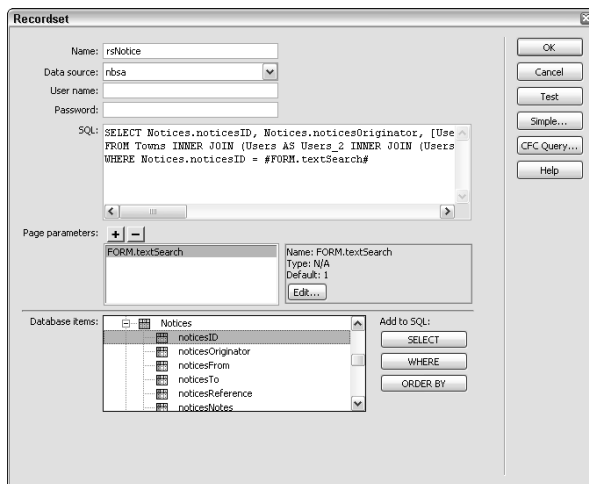 Recordset
Name: rsNotice
Data source: nbsa
User name:
Password:
SQL: SELECT Notices.noticesID, Notices.noticesOriginator, [Use
FROM Towns INNER JOIN (Users AS Users_2 INNER JOIN (Users
WHERE Notices.noticesID = #FORM.textSearch#
Page parameters: + -
FORM.textSearch
Name: FORM.textSearch
Type: N/A
Default: 1
Edit...
Database items:
Notices
noticesID
noticesOriginator
noticesFrom
noticesTo
noticesReference
noticesNotes
Add to SQL:
SELECT
WHERE
ORDER BY
OK
Cancel
Test
Simple...
CFC Query...
Help